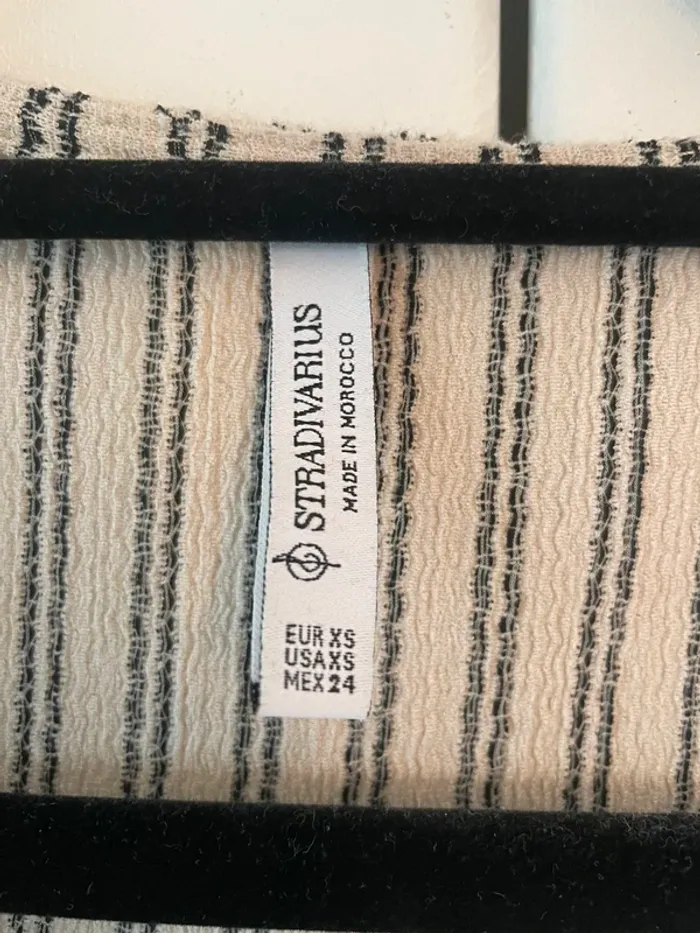 STRADIVARIUS
MADE IN MOROCCO
EUR XS
USA XS
MEX 24